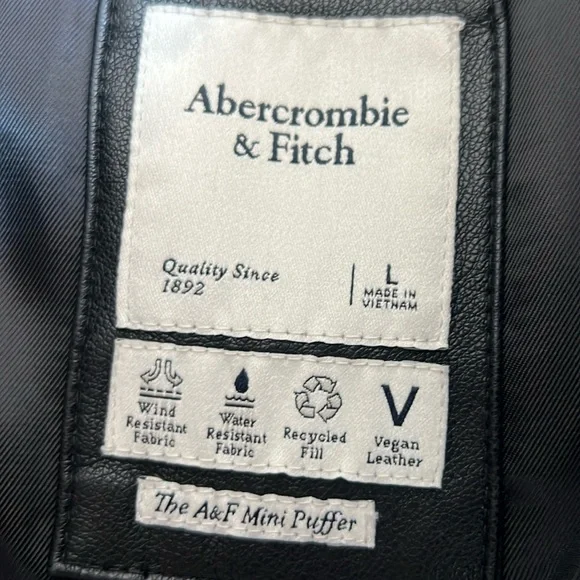 Abercrombie
& Fitch
Quality Since
1892
L
MADE IN
VIETNAM
Wind
Resistant
Fabric
Water
Resistant
Fabric
Recycled
Fill
V
Vegan
Leather
The A&F Mini Puffer